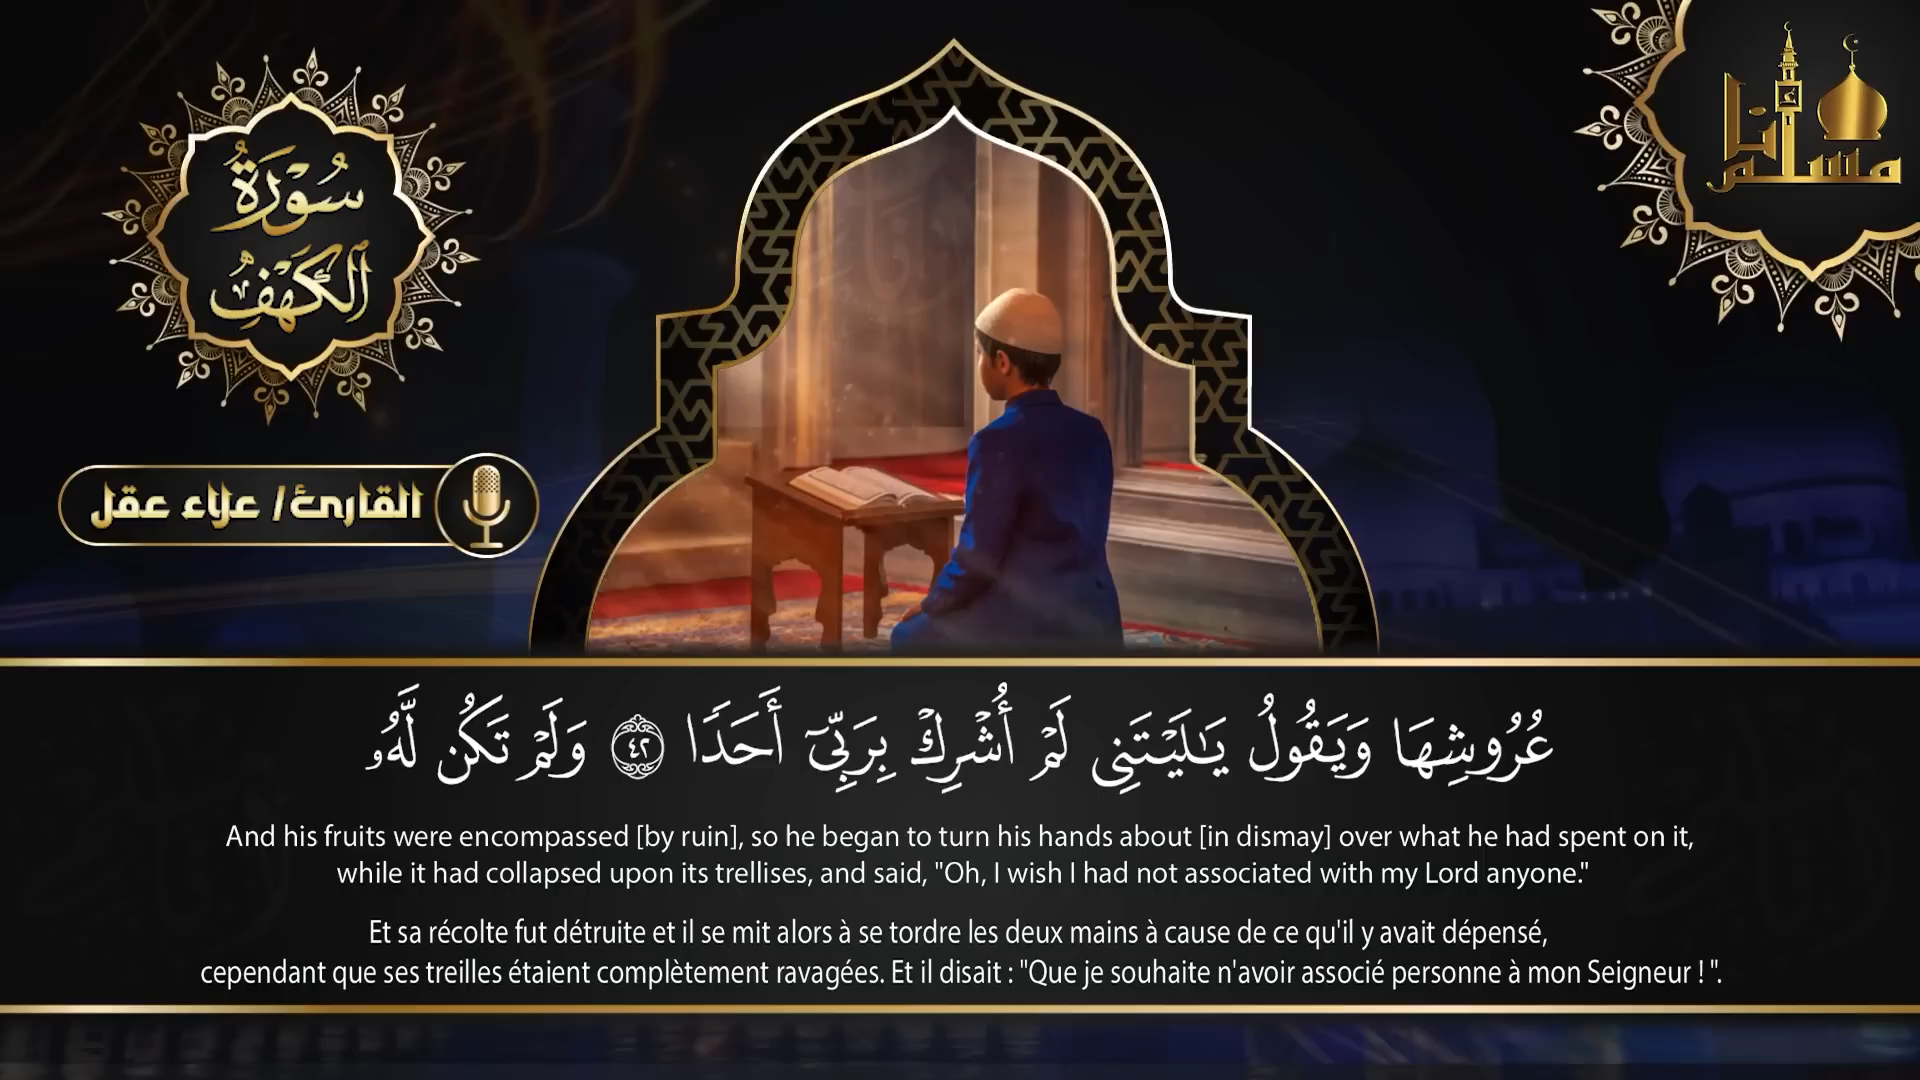 سُورَةُ
الكَهْفِ
أنا مسلم
القارئ/ علاء عقل
عُرُوشِهَا وَيَقُولُ يَـٰلَيْتَنِى لَمْ أُشْرِكْ بِرَبِّىٓ أَحَدًا ٤٢ وَلَمْ تَكُن لَّهُۥ
And his fruits were encompassed [by ruin], so he began to turn his hands about [in dismay] over what he had spent on it,
while it had collapsed upon its trellises, and said, "Oh, I wish I had not associated with my Lord anyone."
Et sa récolte fut détruite et il se mit alors à se tordre les deux mains à cause de ce qu'il y avait dépensé,
cependant que ses treilles étaient complètement ravagées. Et il disait : "Que je souhaite n'avoir associé personne à mon Seigneur ! ".